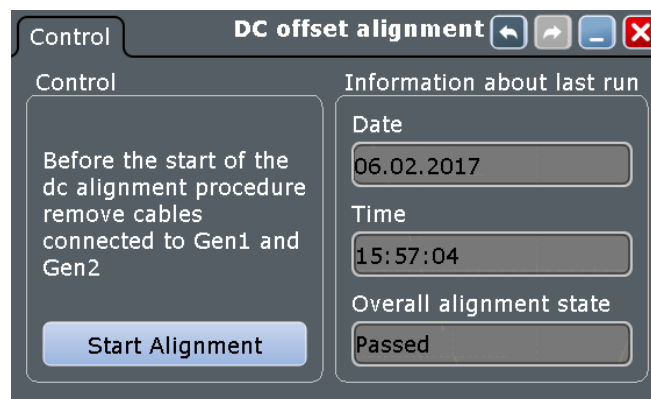 Control
DC offset alignment
Control
Before the start of the
dc alignment procedure
remove cables
connected to Gen1 and
Gen2
Start Alignment
Information about last run
Date
06.02.2017
Time
15:57:04
Overall alignment state
Passed